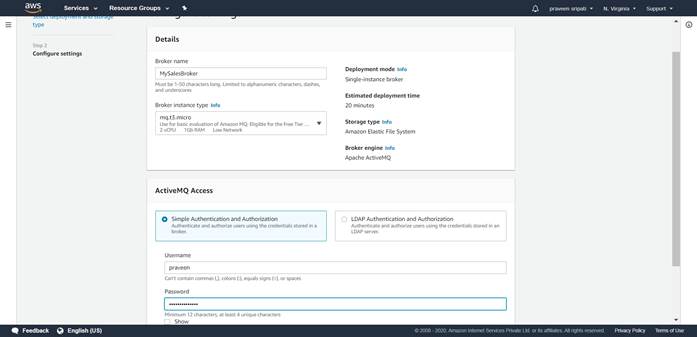 aws
Services
Resource Groups
praveen sripati
N. Virginia
Support
Select deployment and storage
type
Step 2
Configure settings
Details
Broker name
MySalesBroker
Must be 1-50 characters long. Limited to alphanumeric characters, dashes,
and underscores
Broker instance type Info
mq.t3.micro
Use for basic evaluation of Amazon MQ. Eligible for the Free Tier ...
2 vCPU 1Gib RAM Low Network
Deployment mode Info
Single-instance broker
Estimated deployment time
20 minutes
Storage type Info
Amazon Elastic File System
Broker engine Info
Apache ActiveMQ
ActiveMQ Access
Simple Authentication and Authorization
Authenticate and authorize users using the credentials stored in a
broker.
LDAP Authentication and Authorization
Authenticate and authorize users using the credentials stored in an
LDAP server.
Username
praveen
Can't contain commas (,), colons (:), equals signs (=), or spaces
Password
••••••••••••••
Minimum 12 characters, at least 4 unique characters
Show
Feedback
English (US)
© 2008 - 2020, Amazon Internet Services Private Ltd. or its affiliates. All rights reserved.
Privacy Policy
Terms of Use